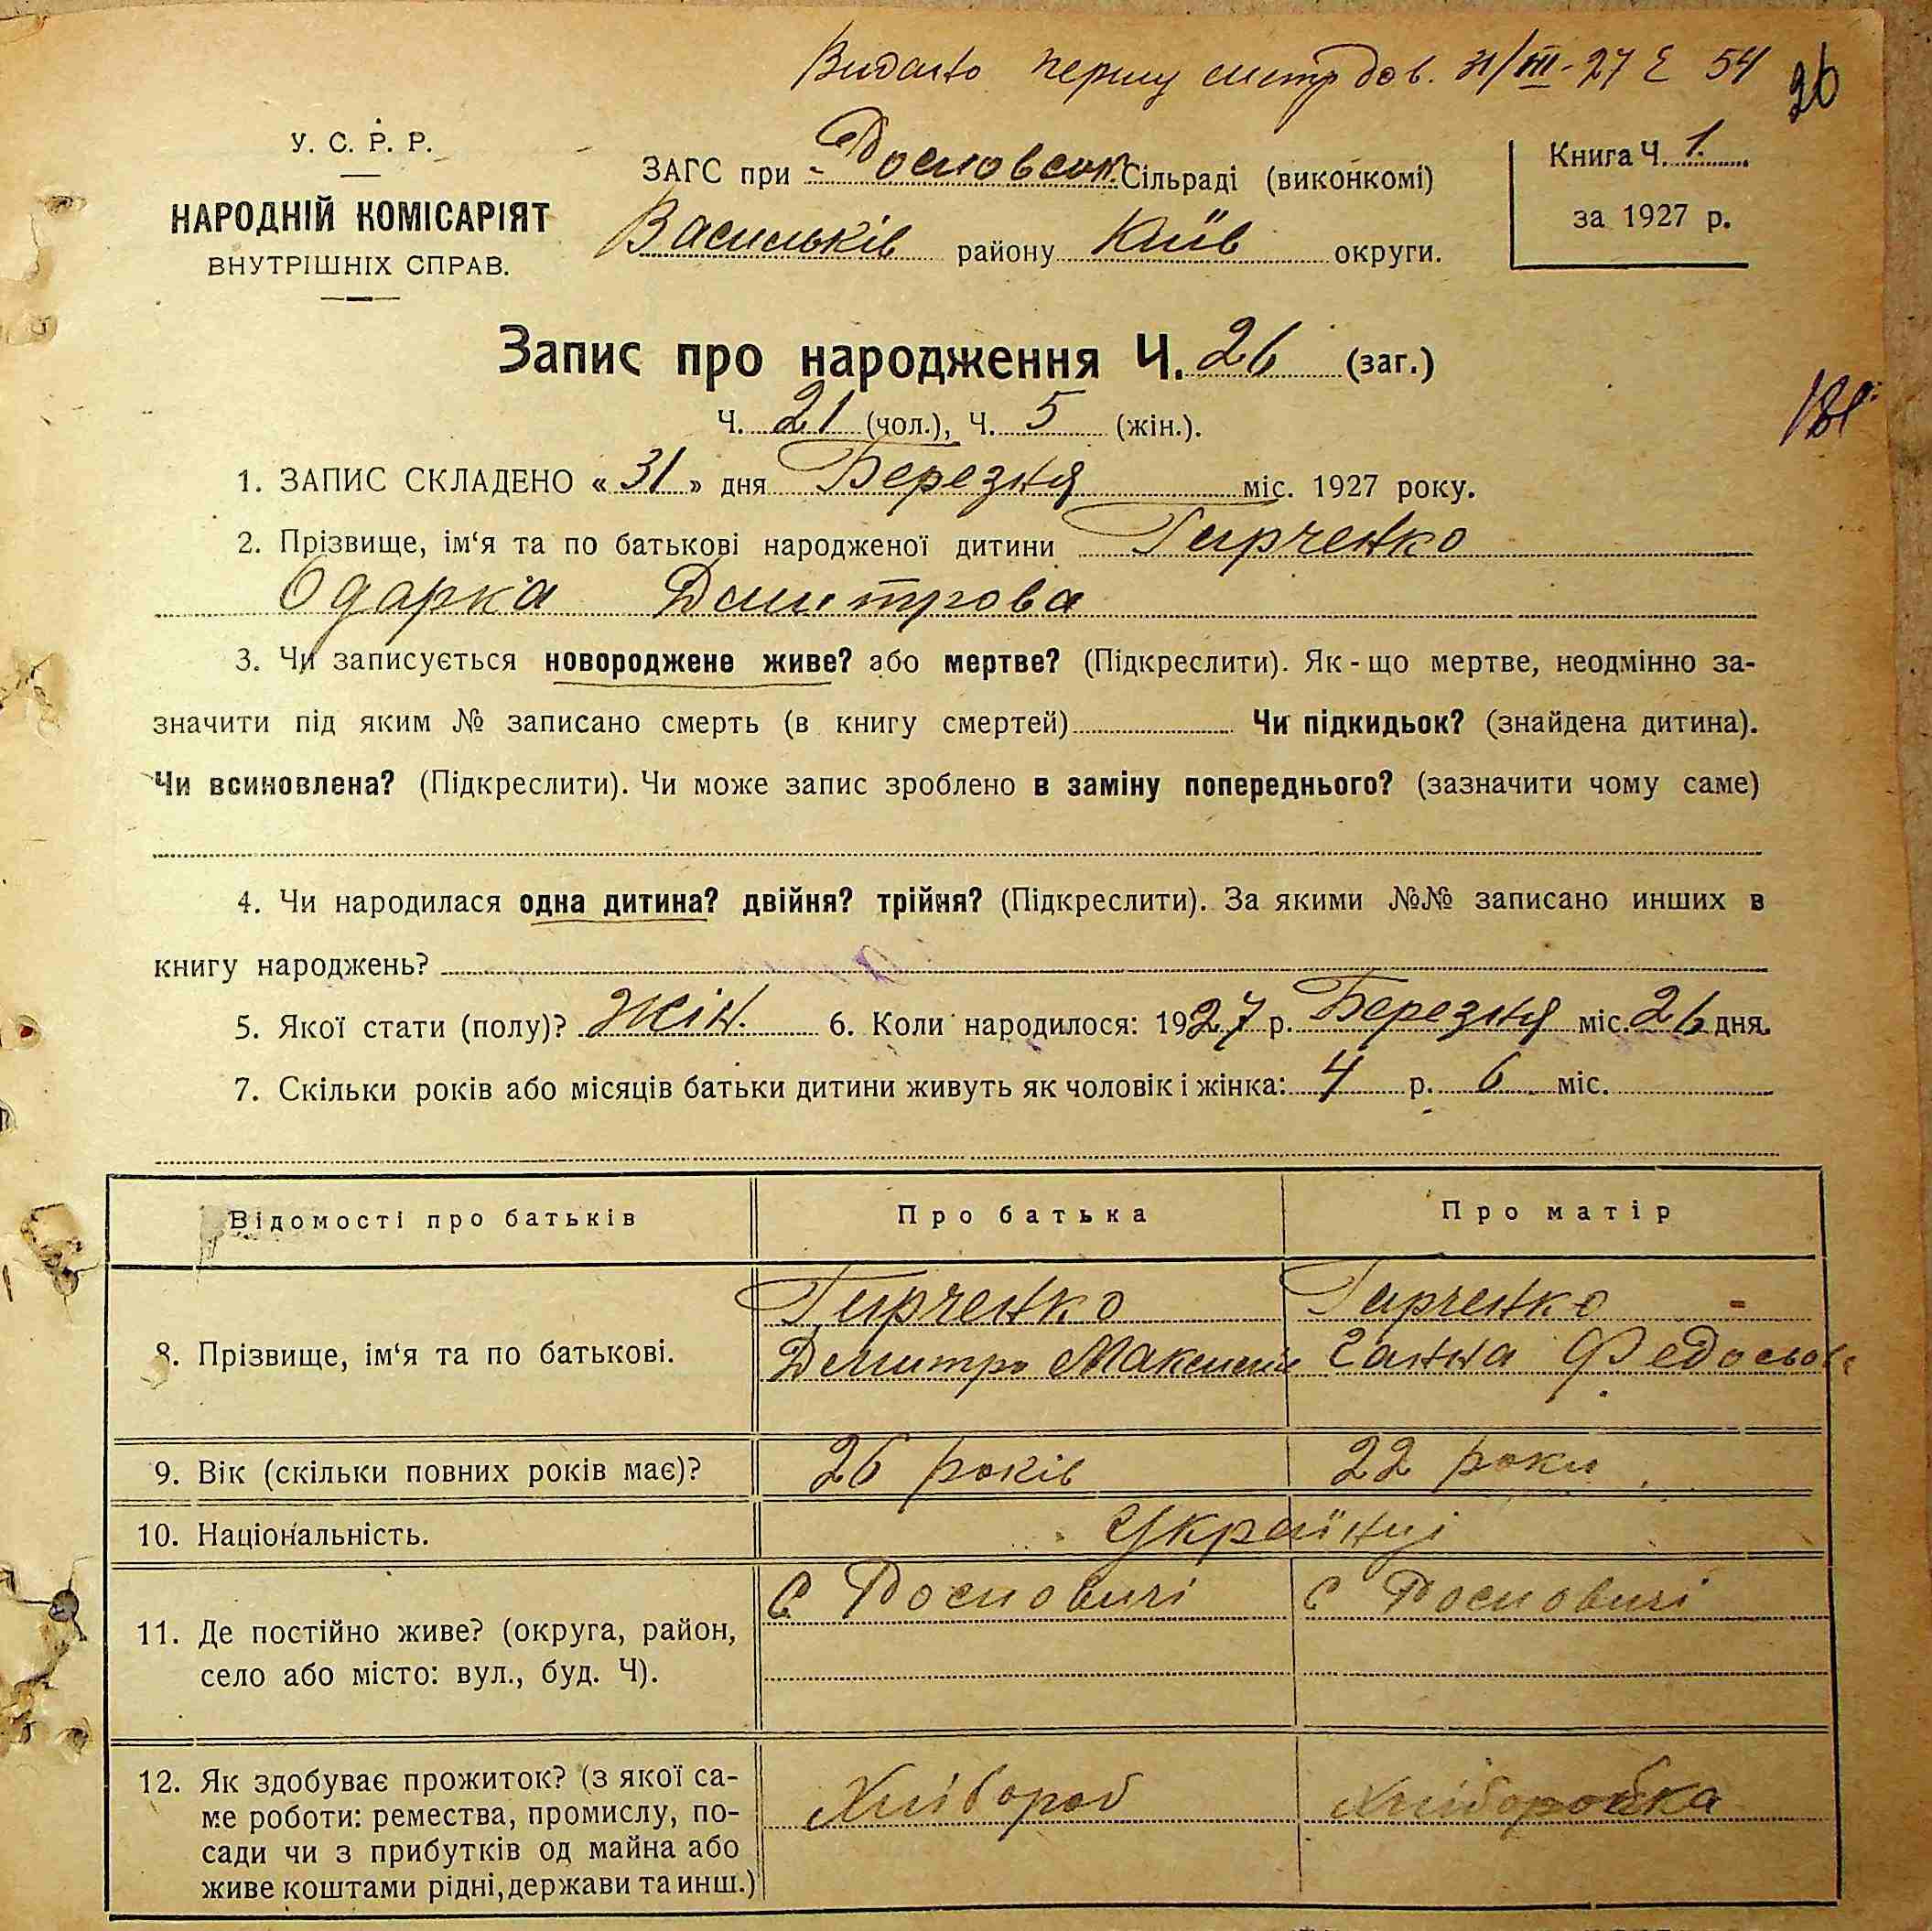 Видано перту 31/III-27 54
26
У. С. Р. Р.
НАРОДНІЙ КОМІСАРІЯТ
ВНУТРІШНІХ СПРАВ.
ЗАГС при Рословськ. Сільраді (виконкомі)
Васильків району Київ округи.
Книга Ч. 1.
за 1927 р.
Запис про народження Ч. 26 (заг.)
Ч. 21 (чол.), Ч. 5 (жін.).
1. ЗАПИС СКЛАДЕНО « 31 » дня Березня міс. 1927 року.
2. Прізвище, ім‘я та по батькові народженої дитини Гирченко
Одарка Дмитрова
3. Чи записується новороджене живе? або мертве? (Підкреслити). Як-що мертве, неодмінно за-
значити під яким № записано смерть (в книгу смертей) Чи підкидьок? (знайдена дитина).
Чи всиновлена? (Підкреслити). Чи може запис зроблено в заміну попереднього? (зазначити чому саме)
4. Чи народилася одна дитина? двійня? трійня? (Підкреслити). За якими №№ записано инших в
книгу народжень?
5. Якої стати (полу)? Жін. 6. Коли народилося: 1927 р. Березня міс. 26 дня.
7. Скільки років або місяців батьки дитини живуть як чоловік і жінка: 4 р. 6 міс.
Відомості про батьків Про батька Про матір
Гирченко Гирченко
8. Прізвище, ім‘я та по батькові. Дмитро Максим Ганна Федосьов
9. Вік (скільки повних років має)? 26 років 22 роки
10. Національність. Українці
С Рословичі С Рословичі
11. Де постійно живе? (округа, район,
село або місто: вул., буд. Ч).
12. Як здобуває прожиток? (з якої са-
ме роботи: ремества, промислу, по- Хлібороб Хліборобка
сади чи з прибутків од майна або
живе коштами рідні, держави та инш.)